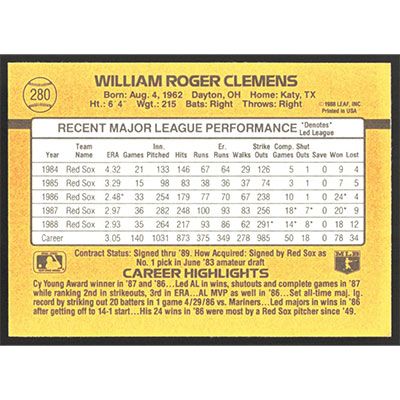 280
WILLIAM ROGER CLEMENS
Born: Aug. 4, 1962 Dayton, OH Home: Katy, TX
Ht.: 6'4" Wgt.: 215 Bats: Right Throws: Right
© 1988 LEAF, INC.
Printed in USA
RECENT MAJOR LEAGUE PERFORMANCE *Denotes* Led League
Year Team Name ERA Games Inn. Pitched Hits Runs Er. Runs Walks Strike Outs Comp. Games Shut Outs Save Won Lost
1984 Red Sox 4.32 21 133 146 67 64 29 126 5 1 0 9 4
1985 Red Sox 3.29 15 98 83 38 36 37 74 3 1 0 7 5
1986 Red Sox 2.48* 33 254 179 77 70 67 238 10 1 0 24* 4
1987 Red Sox 2.97 36 282 248 100 93 83 256 18* 7* 0 20* 9
1988 Red Sox 2.93 35 264 217 93 86 62 291* 14* 8* 0 18 12
Career 3.05 140 1031 873 375 349 278 985 50 18 0 78 34
Contract Status: Signed thru '89. How Acquired: Signed by Red Sox as
No. 1 pick in June '83 amateur draft
MLB
CAREER HIGHLIGHTS
Cy Young Award winner in '87 and '86...Led AL in wins, shutouts and complete games in '87
while ranking 2nd in strikeouts, 3rd in ERA...AL MVP as well in '86...Set all-time maj. lg.
record by striking out 20 batters in 1 game 4/29/86 vs. Mariners...Led majors in wins in '86
after getting off to 14-1 start...His 24 wins in '86 were most by a Red Sox pitcher since '49.